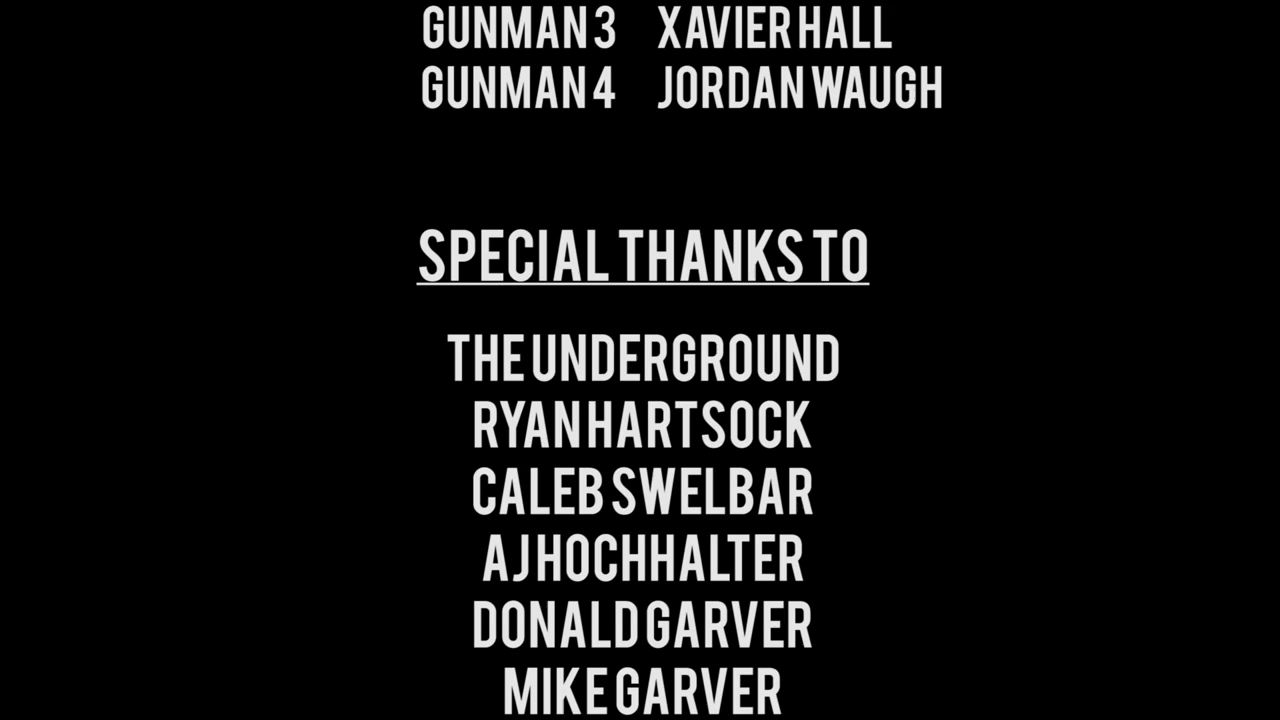 GUNMAN 3 XAVIER HALL
GUNMAN 4 JORDAN WAUGH
SPECIAL THANKS TO
THE UNDERGROUND
RYAN HARTSOCK
CALEB SWELBAR
AJ HOCHHALTER
DONALD GARVER
MIKE GARVER